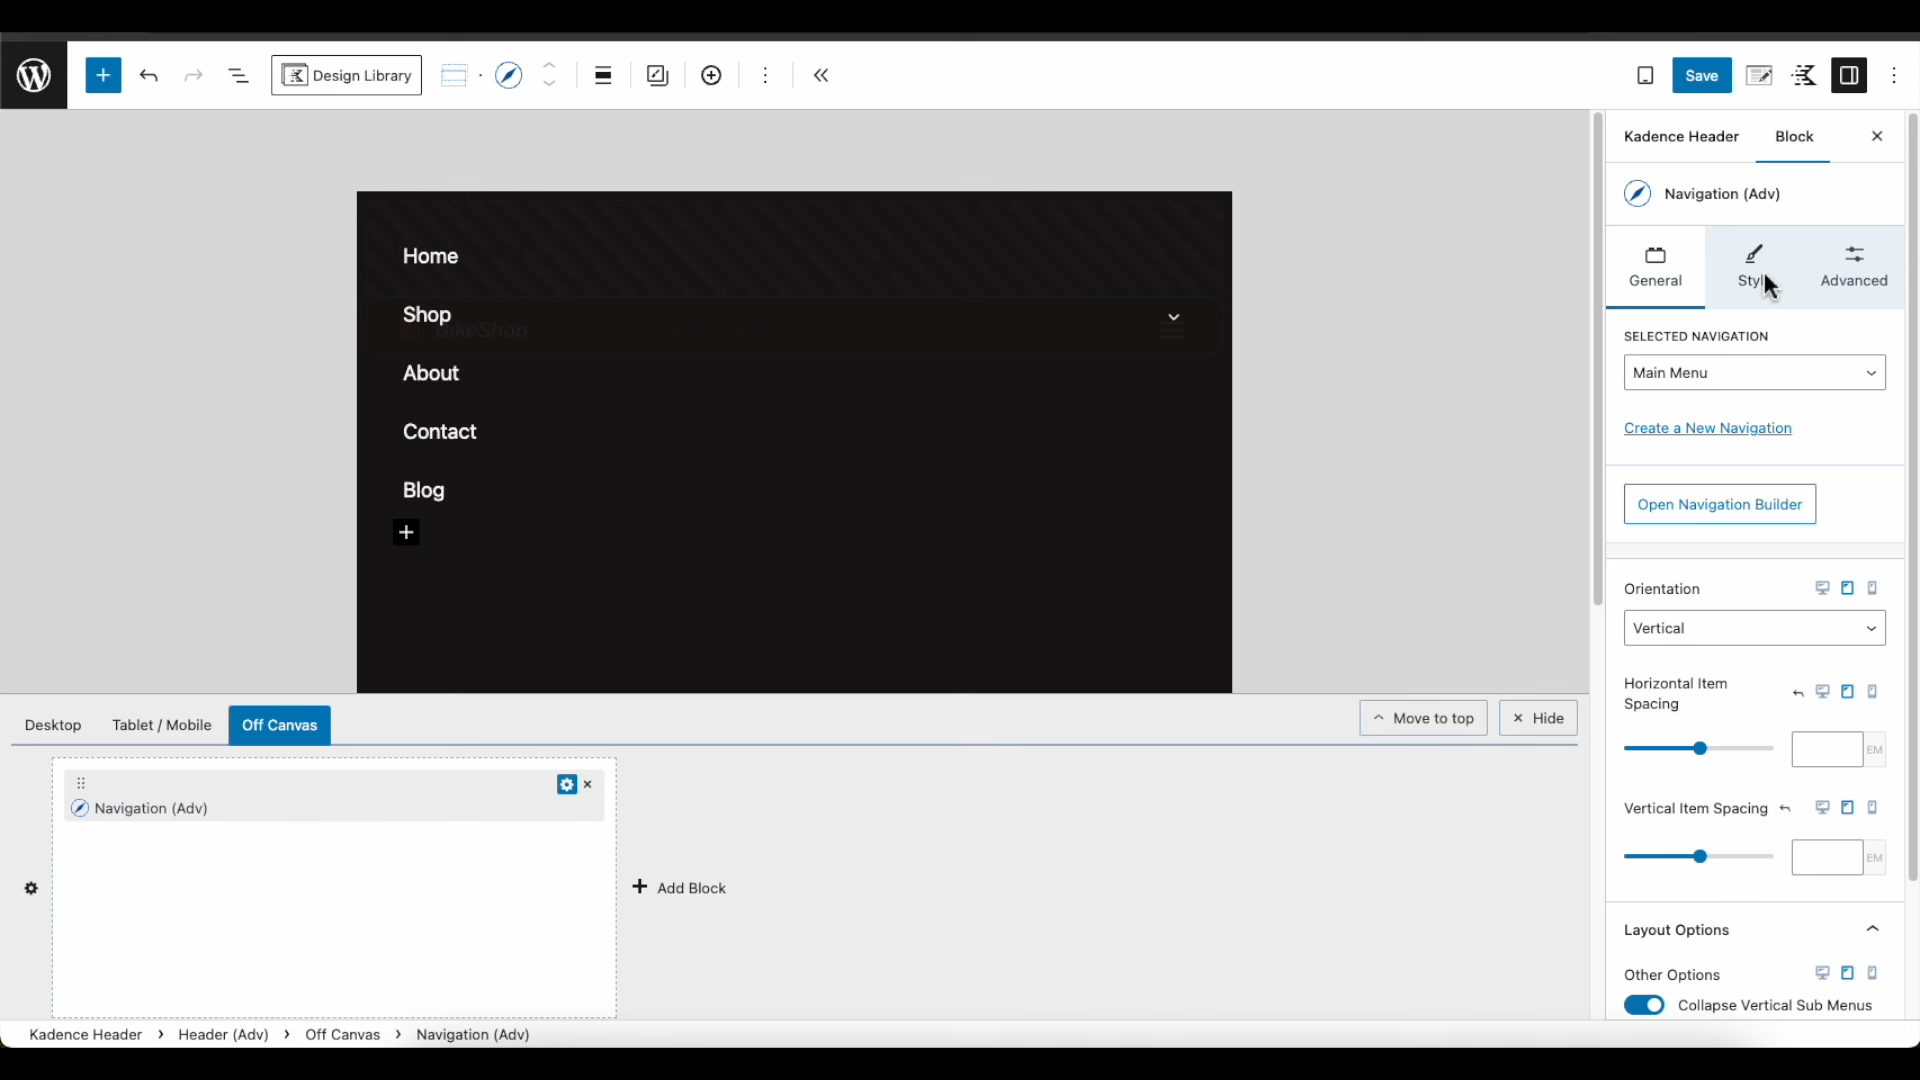 Design Library
Save
Kadence Header
Block
Navigation (Adv)
General
Advanced
SELECTED NAVIGATION
Main Menu
Create a New Navigation
Open Navigation Builder
Orientation
Vertical
Horizontal Item
Spacing
EM
Vertical Item Spacing
EM
Layout Options
Other Options
Collapse Vertical Sub Menus
Home
Shop
BikeShop
About
Contact
Blog
Desktop
Tablet / Mobile
Off Canvas
Move to top
Hide
Navigation (Adv)
Add Block
Kadence Header > Header (Adv) > Off Canvas > Navigation (Adv)